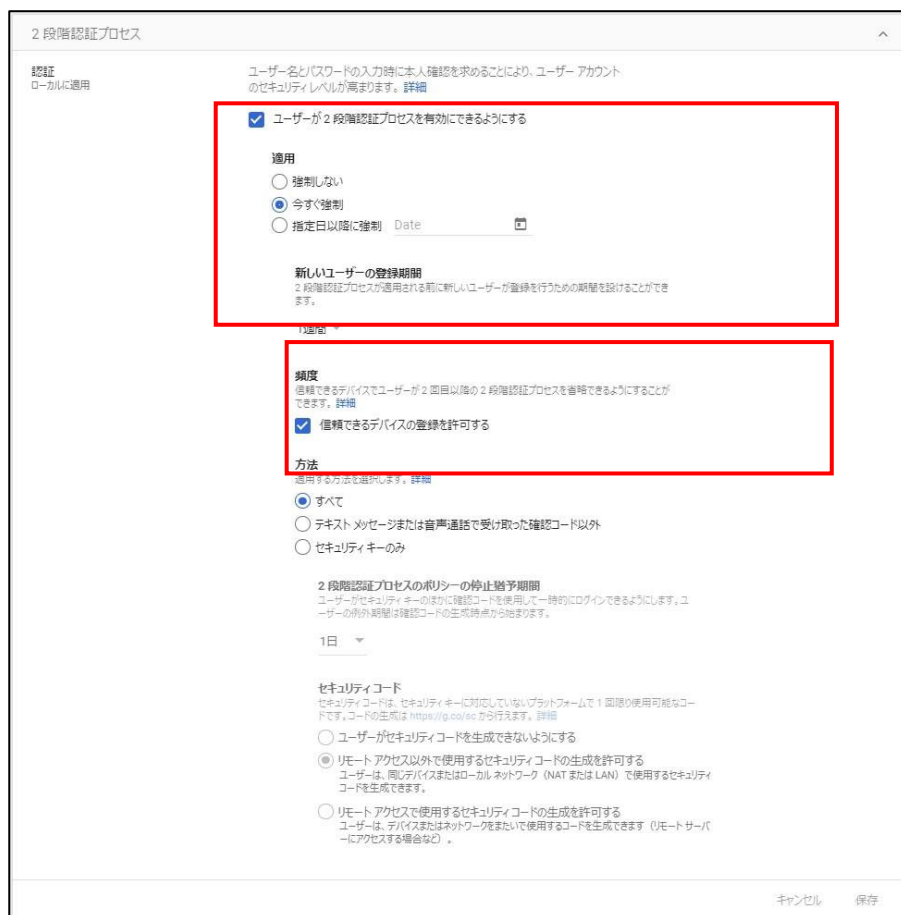 2 段階認証プロセス
認証
ローカルに適用
ユーザー名とパスワードの入力時に本人確認を求めることにより、ユーザー アカウント
のセキュリティ レベルが高まります。詳細
ユーザーが 2 段階認証プロセスを有効にできるようにする
適用
強制しない
今すぐ強制
指定日以降に強制 Date
新しいユーザーの登録期間
2 段階認証プロセスが適用される前に新しいユーザーが登録を行うための期間を設けることができ
ます。
1週間
頻度
信頼できるデバイスでユーザーが 2 回目以降の 2 段階認証プロセスを省略できるようにすることが
できます。詳細
信頼できるデバイスの登録を許可する
方法
適用する方法を選択します。詳細
すべて
テキスト メッセージまたは音声通話で受け取った確認コード以外
セキュリティ キーのみ
2 段階認証プロセスのポリシーの停止猶予期間
ユーザーがセキュリティ キーのほかに確認コードを使用して一時的にログインできるようにします。ユ
ーザーの例外期間は確認コードの生成時点から始まります。
1日
セキュリティ コード
セキュリティ コードは、セキュリティ キーに対応していないプラットフォームで 1 回限り使用可能なコー
ドです。コードの生成は https://g.co/sc から行えます。詳細
ユーザーがセキュリティ コードを生成できないようにする
リモート アクセス以外で使用するセキュリティ コードの生成を許可する
ユーザーは、同じデバイスまたはローカル ネットワーク（NAT または LAN）で使用するセキュリティ
コードを生成できます。
リモート アクセスで使用するセキュリティ コードの生成を許可する
ユーザーは、デバイスまたはネットワークをまたいで使用するコードを生成できます（リモート サーバ
ーにアクセスする場合など）。
キャンセル 保存